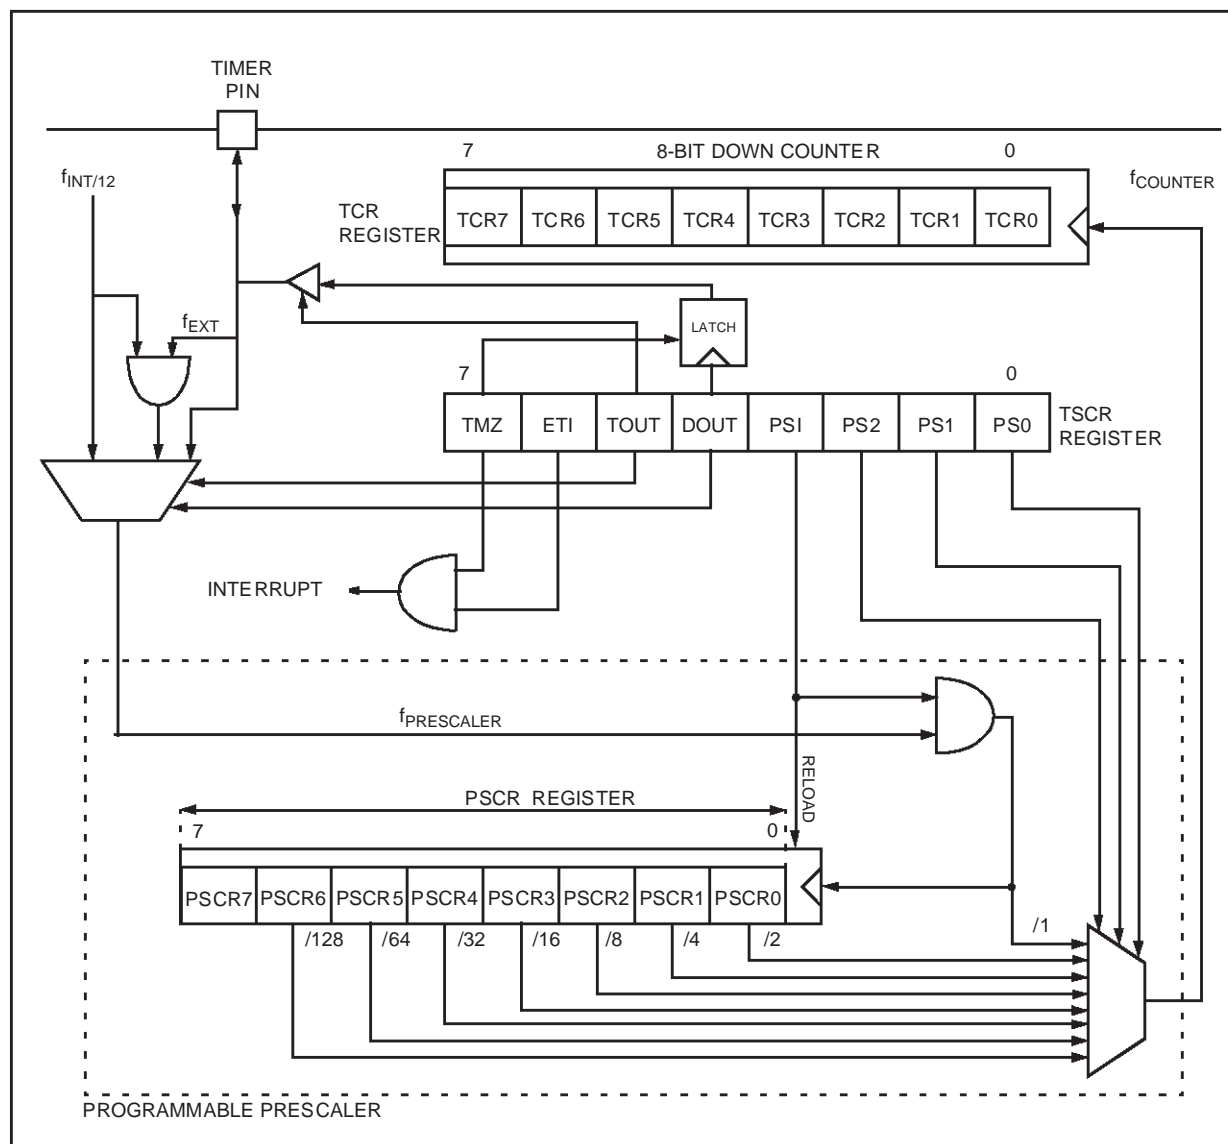 TIMER
PIN
7 8-BIT DOWN COUNTER 0
fINT/12
fCOUNTER
TCR
REGISTER
TCR7 TCR6 TCR5 TCR4 TCR3 TCR2 TCR1 TCR0
fEXT
LATCH
7 0
TMZ ETI TOUT DOUT PSI PS2 PS1 PS0
TSCR
REGISTER
INTERRUPT
fPRESCALER
RELOAD
PSCR REGISTER
7 0
PSCR7 PSCR6 PSCR5 PSCR4 PSCR3 PSCR2 PSCR1 PSCR0
/128 /64 /32 /16 /8 /4 /2 /1
PROGRAMMABLE PRESCALER